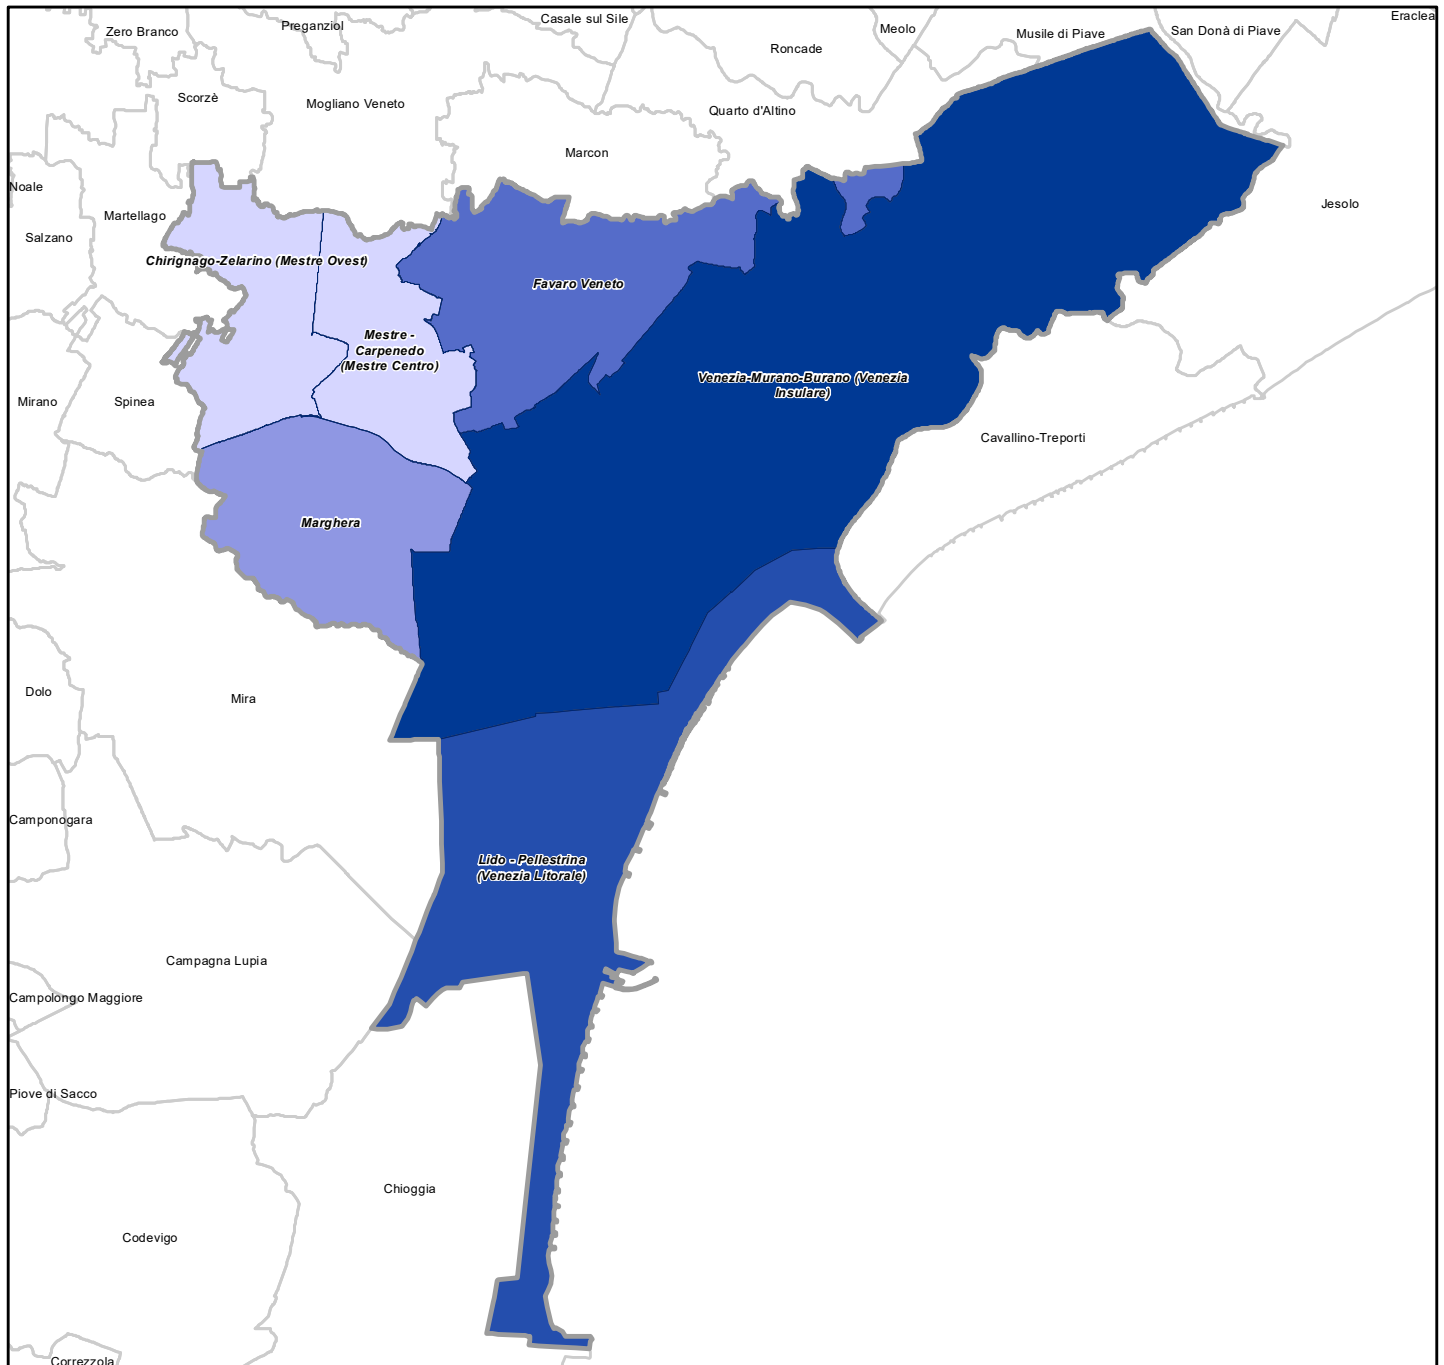 Eraclea
Casale sul Sile
Preganziol
Zero Branco
Meolo
Musile di Piave
San Donà di Piave
Roncade
Scorzè
Mogliano Veneto
Quarto d'Altino
Marcon
Noale
Martellago
Jesolo
Salzano
Chirignago-Zelarino (Mestre Ovest)
Favaro Veneto
Mestre -
Carpenedo
(Mestre Centro)
Venezia-Murano-Burano (Venezia
Insulare)
Mirano
Spinea
Cavallino-Treporti
Marghera
Dolo
Mira
Camponogara
Lido - Pellestrina
(Venezia Litorale)
Campagna Lupia
Campolongo Maggiore
Piove di Sacco
Chioggia
Codevigo
Correzzola